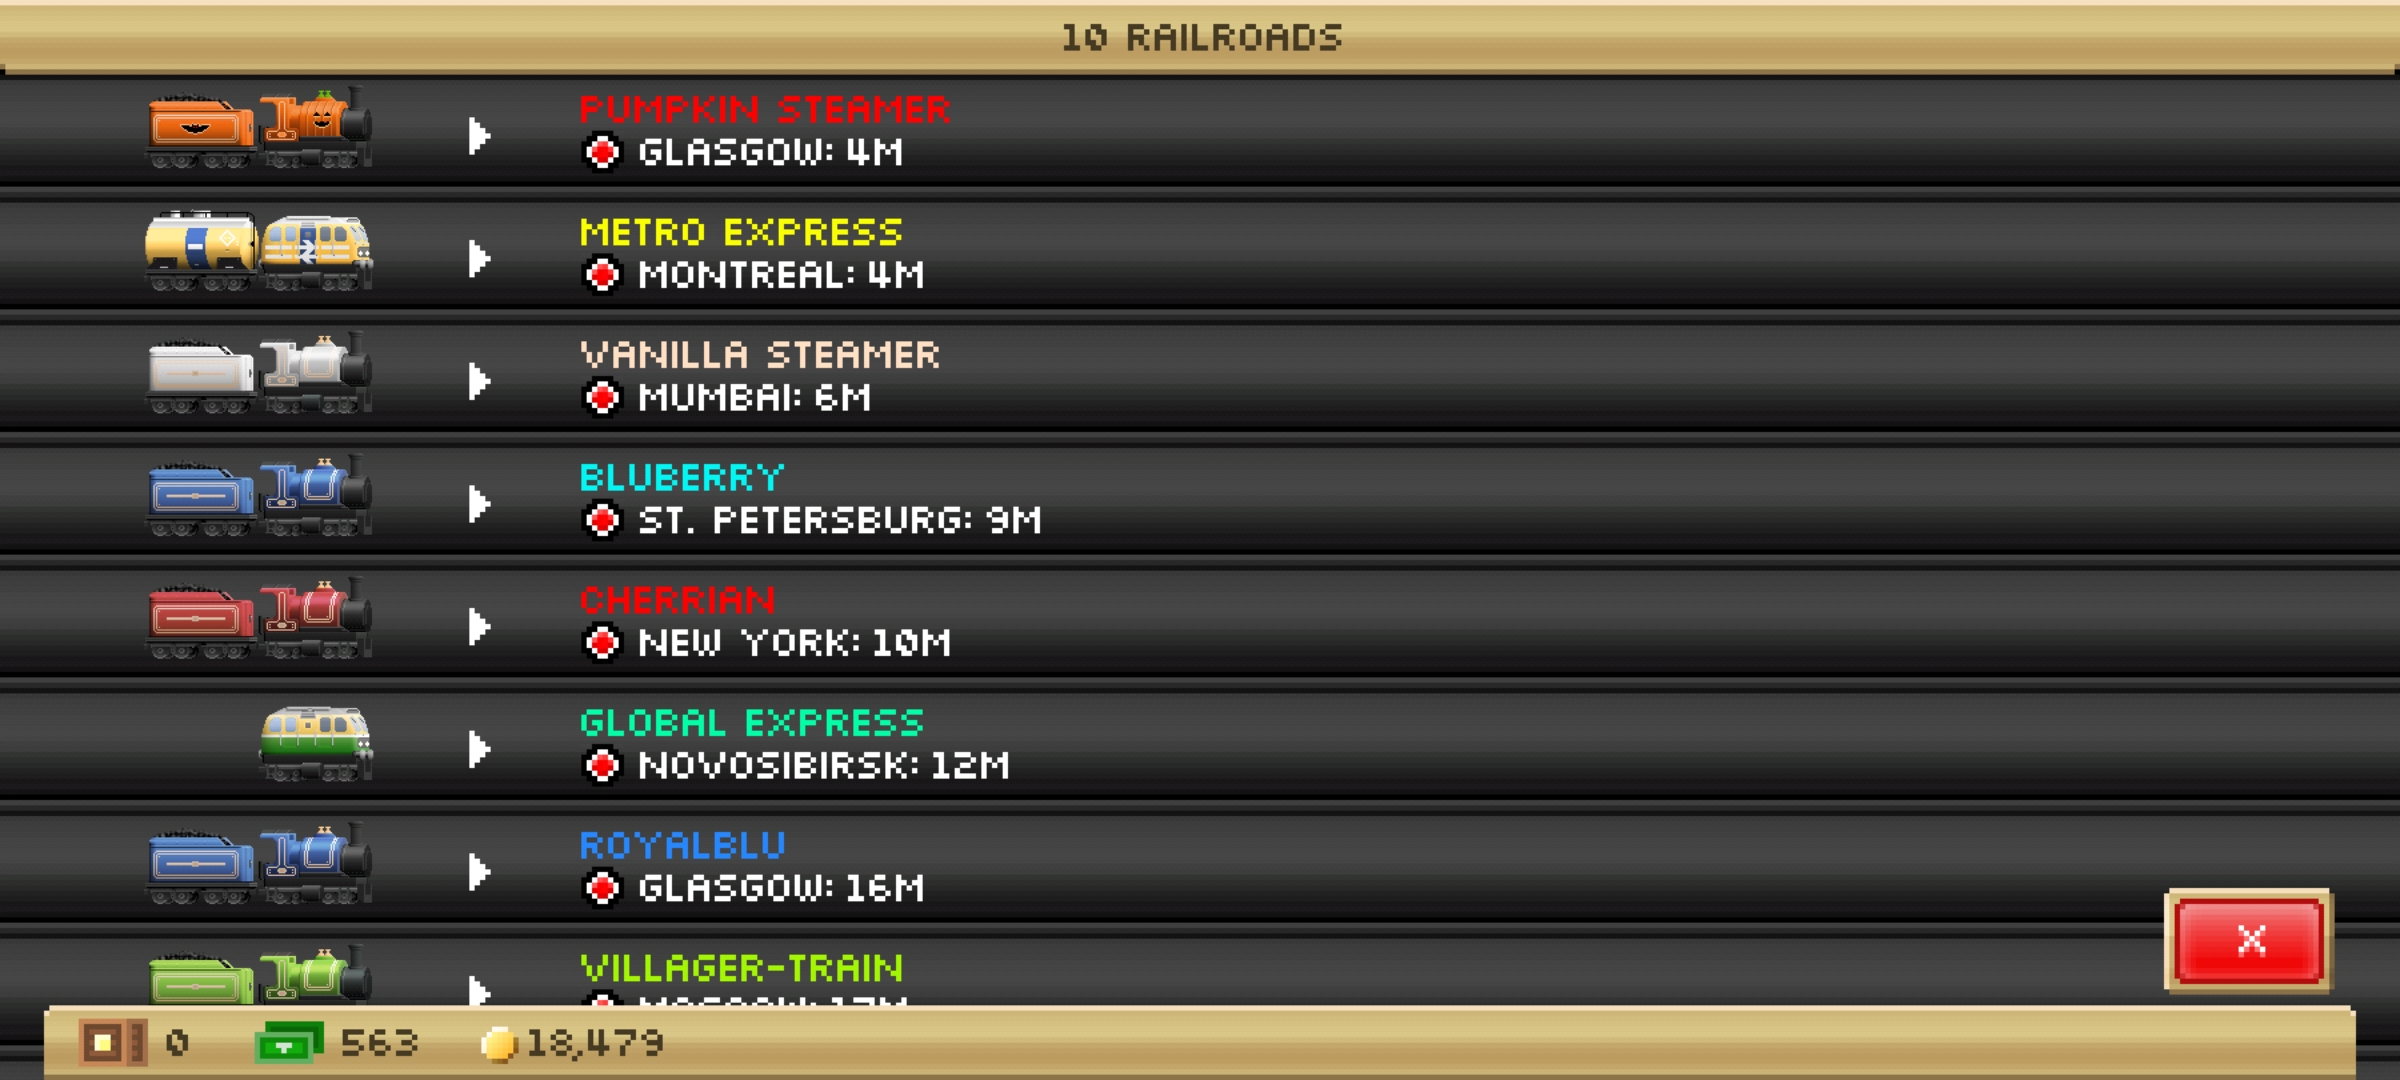 10 RAILROADS
PUMPKIN STEAMER
GLASGOW: 4M
METRO EXPRESS
MONTREAL: 4M
VANILLA STEAMER
MUMBAI: 6M
BLUBERRY
ST. PETERSBURG: 9M
CHERRIAN
NEW YORK: 10M
GLOBAL EXPRESS
NOVOSIBIRSK: 12M
ROYALBLU
GLASGOW: 16M
VILLAGER-TRAIN
X
0 563 18,479